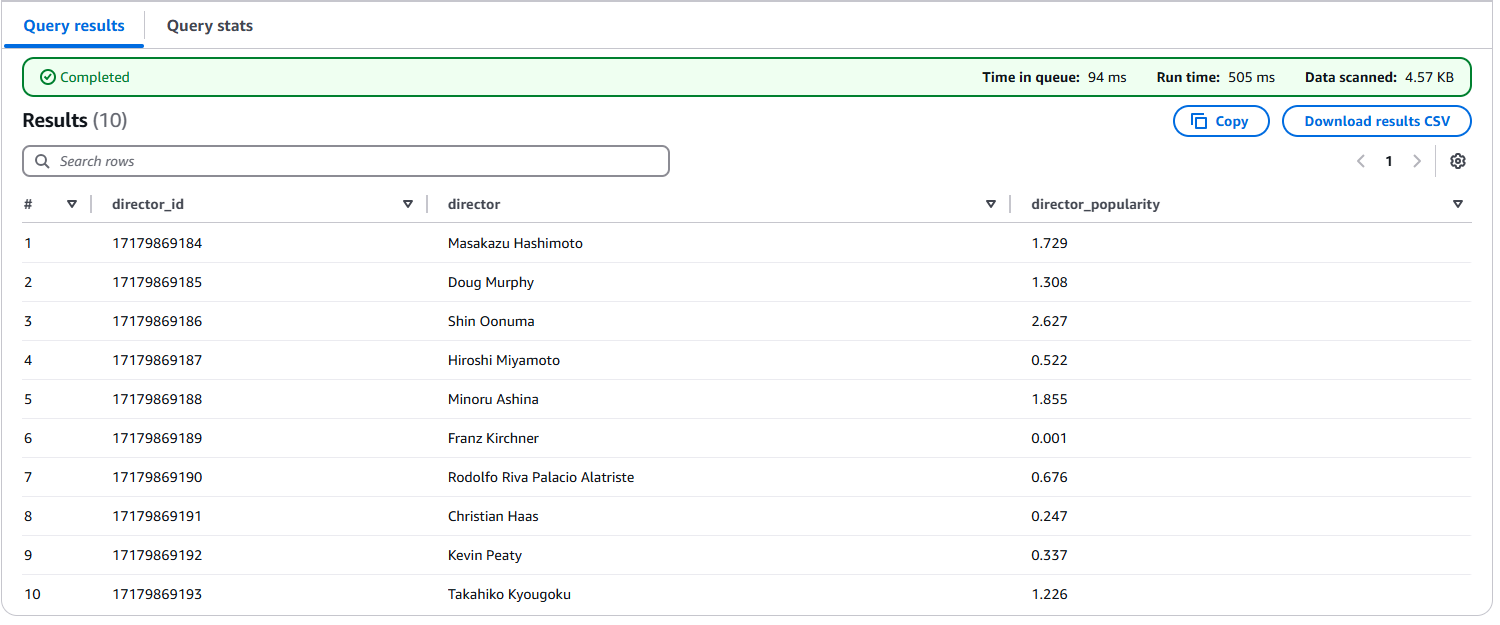 Query results Query stats
Completed Time in queue: 94 ms Run time: 505 ms Data scanned: 4.57 KB
Results (10) Copy Download results CSV
Search rows 1
# director_id director director_popularity
1 17179869184 Masakazu Hashimoto 1.729
2 17179869185 Doug Murphy 1.308
3 17179869186 Shin Oonuma 2.627
4 17179869187 Hiroshi Miyamoto 0.522
5 17179869188 Minoru Ashina 1.855
6 17179869189 Franz Kirchner 0.001
7 17179869190 Rodolfo Riva Palacio Alatriste 0.676
8 17179869191 Christian Haas 0.247
9 17179869192 Kevin Peaty 0.337
10 17179869193 Takahiko Kyougoku 1.226